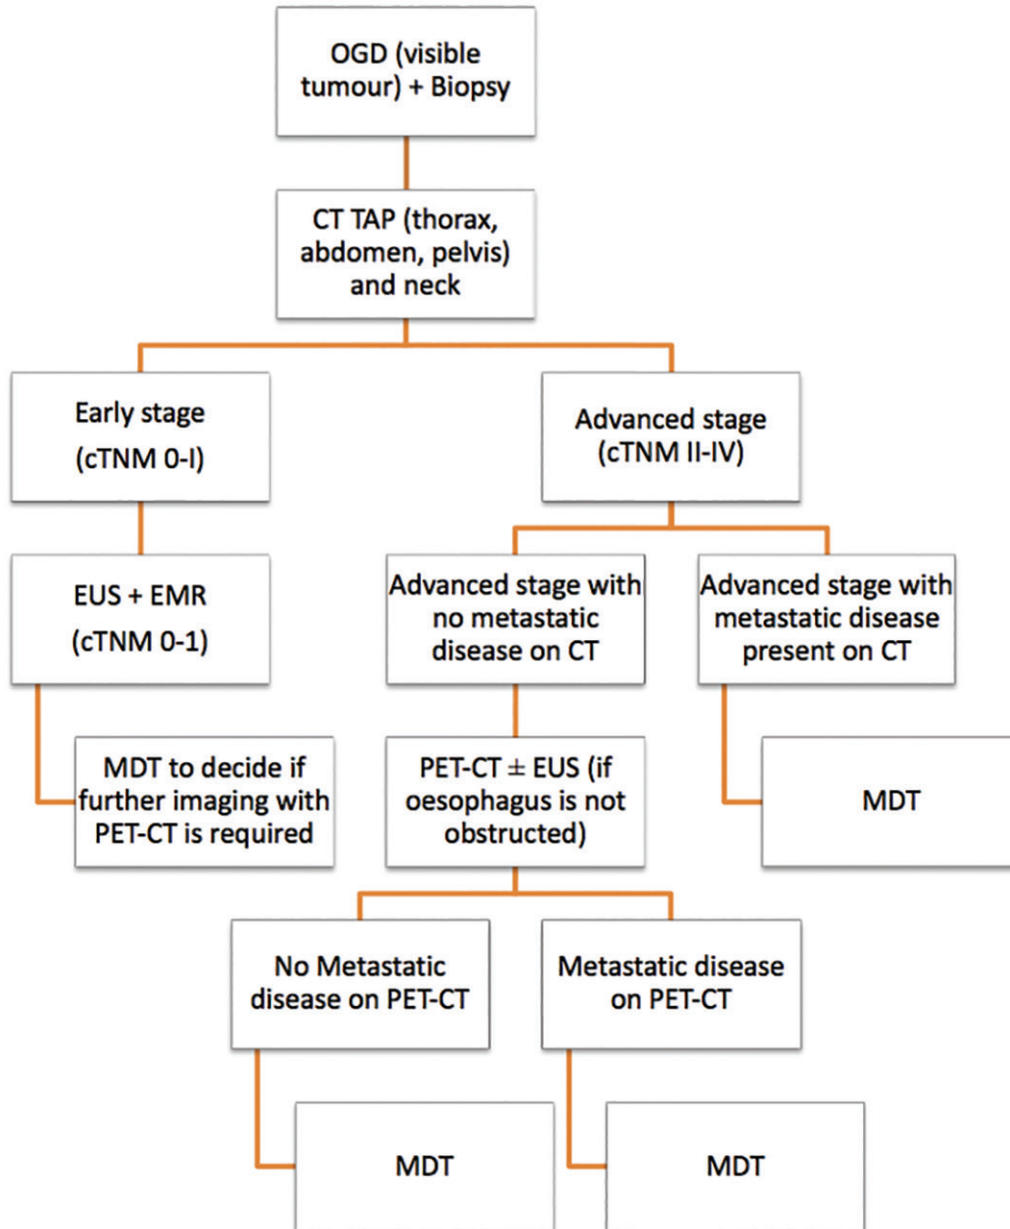 OGD (visible
tumour) + Biopsy
CT TAP (thorax,
abdomen, pelvis)
and neck
Early stage
(cTNM 0-I)
Advanced stage
(cTNM II-IV)
EUS + EMR
(cTNM 0-1)
Advanced stage with
no metastatic
disease on CT
Advanced stage with
metastatic disease
present on CT
MDT to decide if
further imaging with
PET-CT is required
PET-CT ± EUS (if
oesophagus is not
obstructed)
MDT
No Metastatic
disease on PET-CT
Metastatic disease
on PET-CT
MDT
MDT